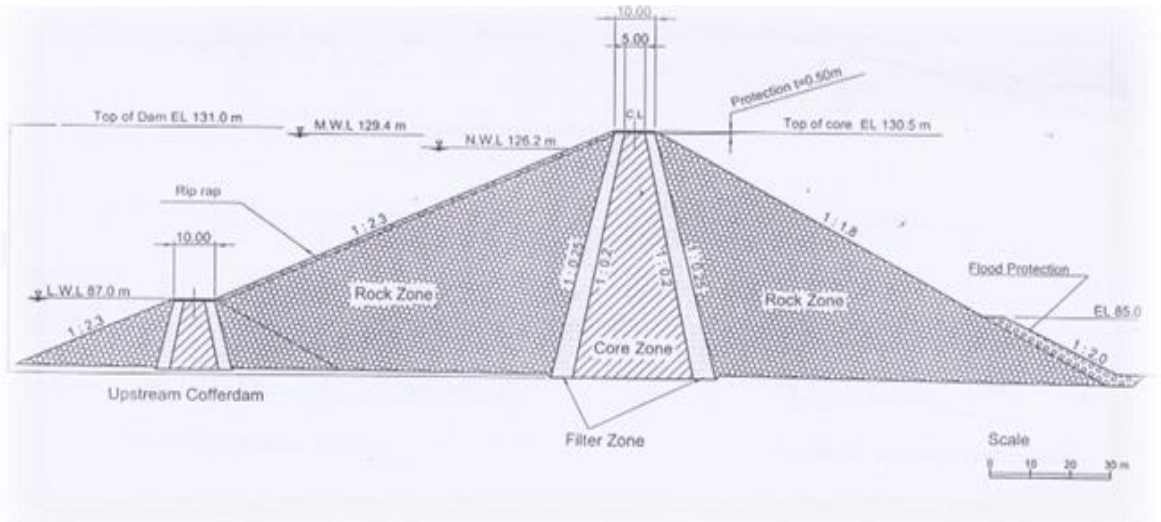 10.00
5.00
Protection t=0.50m
C.L
Top of Dam EL 131.0 m
M.W.L 129.4 m
Top of core EL 130.5 m
N.W.L 126.2 m
Rip rap
1 : 2.3
1 : 1.8
10.00
1 : 0.25
1 : 0.2
1 : 0.2
Flood Protection
L.W.L 87.0 m
Rock Zone
Rock Zone
EL 85.0
1 : 2.3
Core Zone
1 : 2.0
Upstream Cofferdam
Filter Zone
Scale
0 10 20 30 m